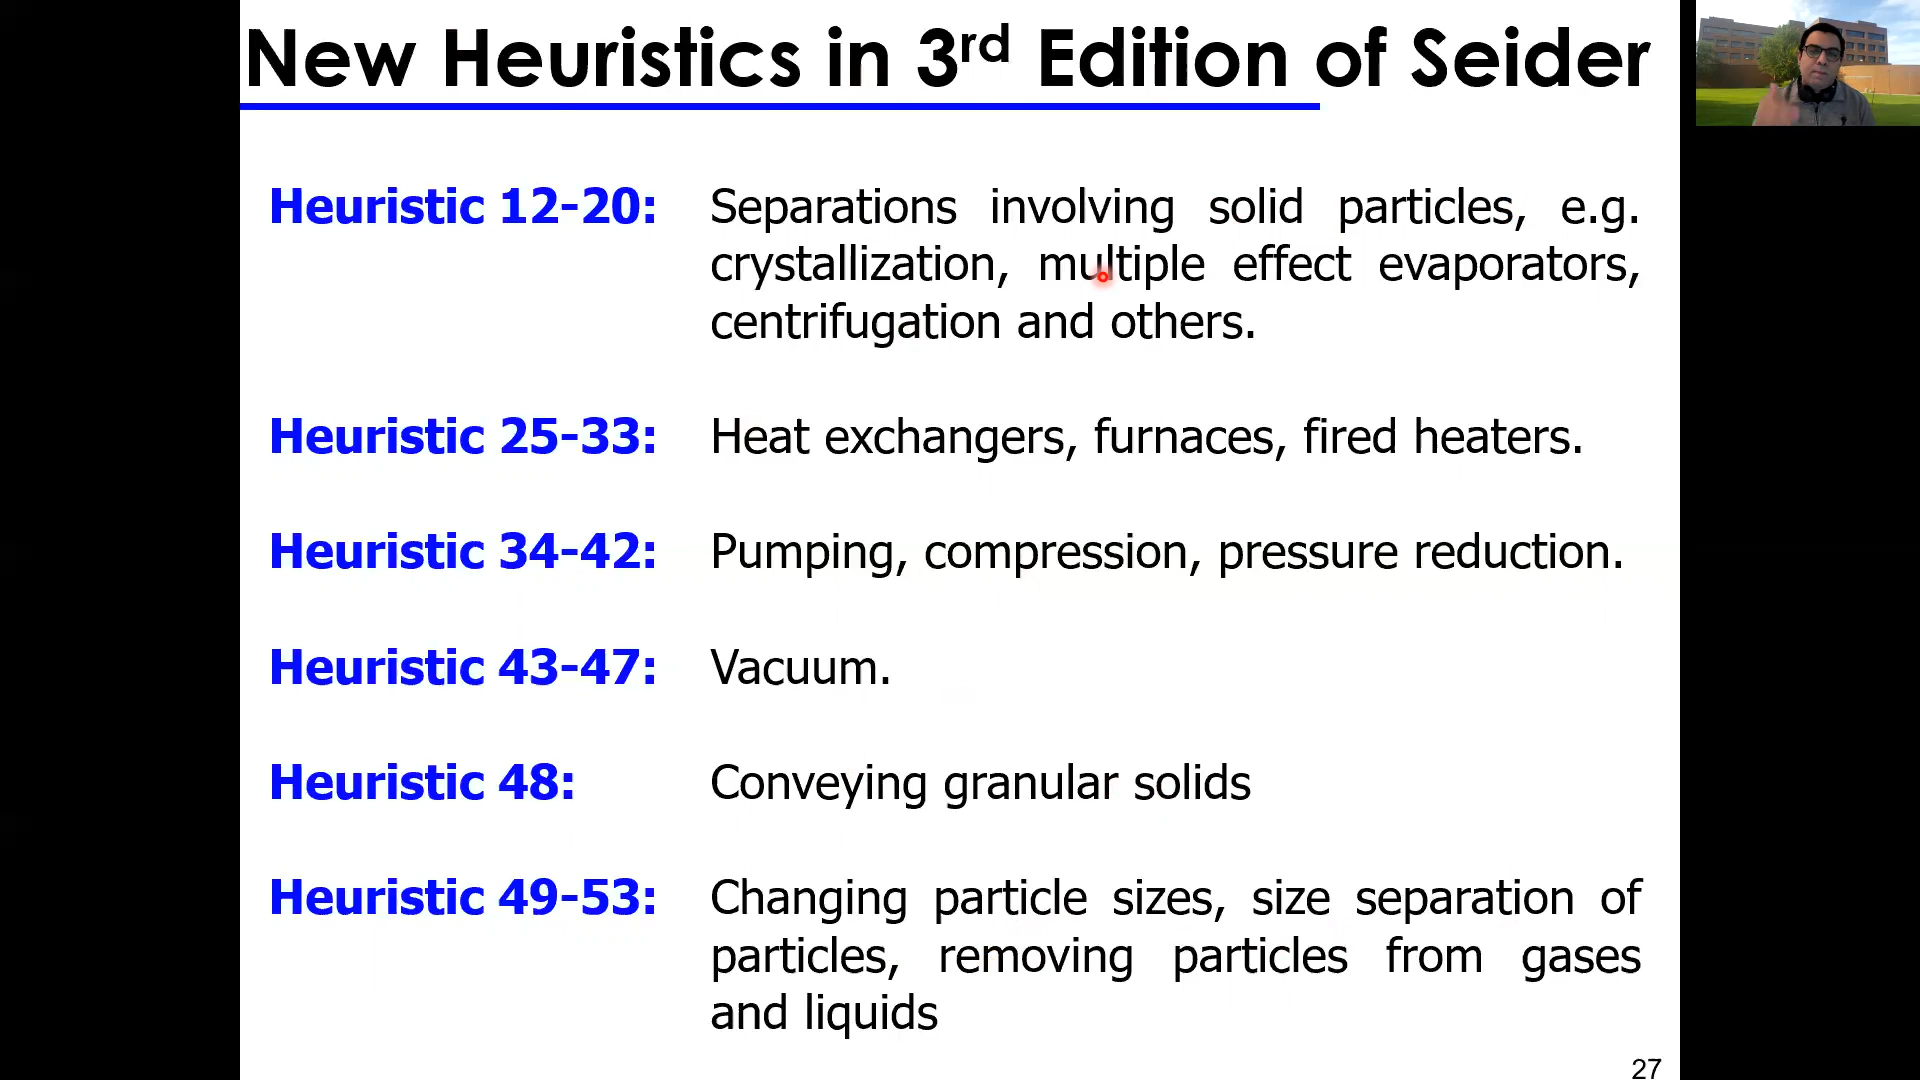 New Heuristics in 3rd Edition of Seider
Heuristic 12-20: Separations involving solid particles, e.g.
crystallization, multiple effect evaporators,
centrifugation and others.
Heuristic 25-33: Heat exchangers, furnaces, fired heaters.
Heuristic 34-42: Pumping, compression, pressure reduction.
Heuristic 43-47: Vacuum.
Heuristic 48: Conveying granular solids
Heuristic 49-53: Changing particle sizes, size separation of
particles, removing particles from gases
and liquids
27